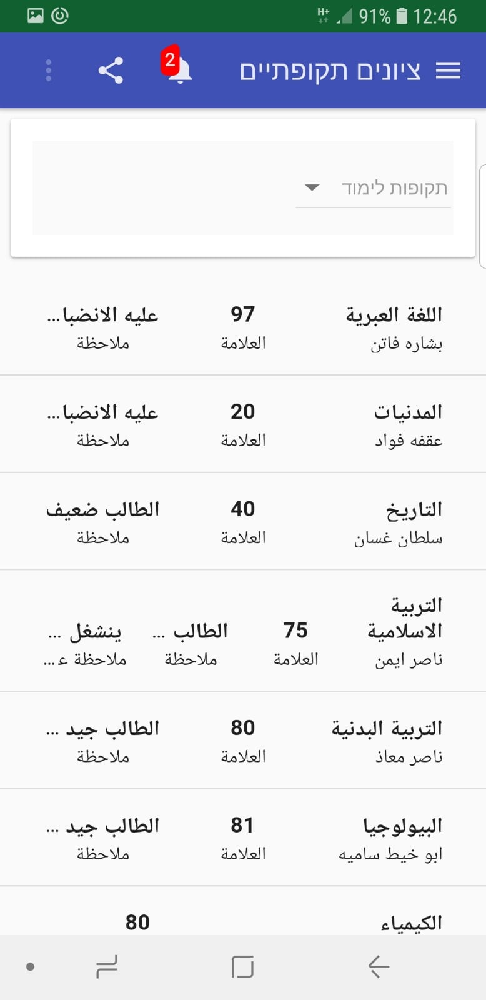 H+ 91% 12:46
ציונים תקופתיים 2
תקופות לימוד
اللغة العبرية 97 عليه الانضبا...
بشاره فاتن العلامة ملاحظة
المدنيات 20 عليه الانضبا...
عقفه فواد العلامة ملاحظة
التاريخ 40 الطالب ضعيف
سلطان غسان العلامة ملاحظة
التربية
الاسلامية 75 الطالب ... ينشغل ...
ناصر ايمن العلامة ملاحظة ملاحظة ع...
التربية البدنية 80 الطالب جيد ...
ناصر معاذ العلامة ملاحظة
البيولوجيا 81 الطالب جيد ...
ابو خيط ساميه العلامة ملاحظة
الكيمياء 80